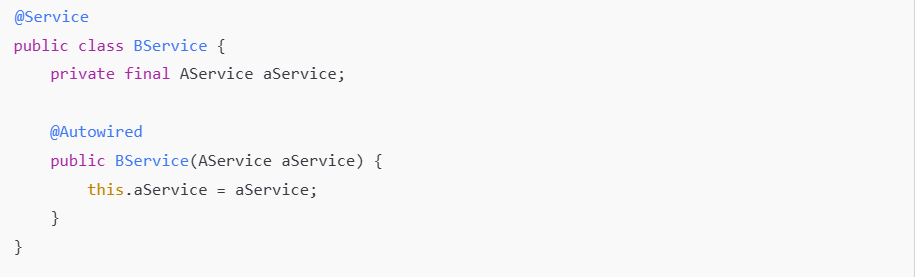 @Service
public class BService {
    private final AService aService;

    @Autowired
    public BService(AService aService) {
        this.aService = aService;
    }
}